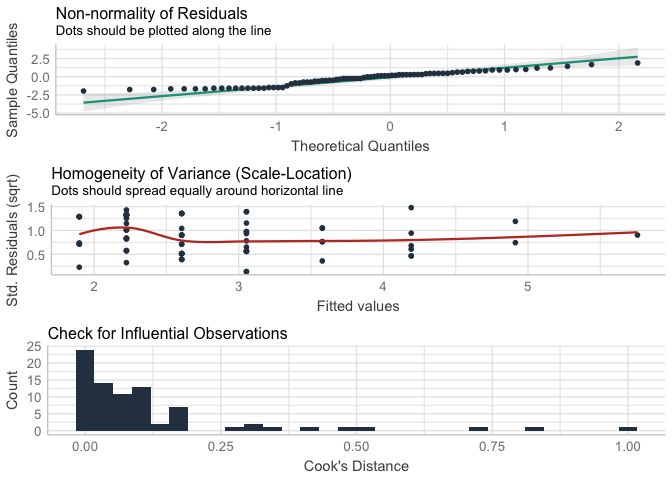 Non-normality of Residuals
Dots should be plotted along the line
Sample Quantiles
2.5
0.0
-2.5
-5.0
-2 -1 0 1 2
Theoretical Quantiles
Homogeneity of Variance (Scale-Location)
Dots should spread equally around horizontal line
Std. Residuals (sqrt)
1.5
1.0
0.5
2 3 4 5
Fitted values
Check for Influential Observations
Count
25
20
15
10
5
0
0.00 0.25 0.50 0.75 1.00
Cook's Distance